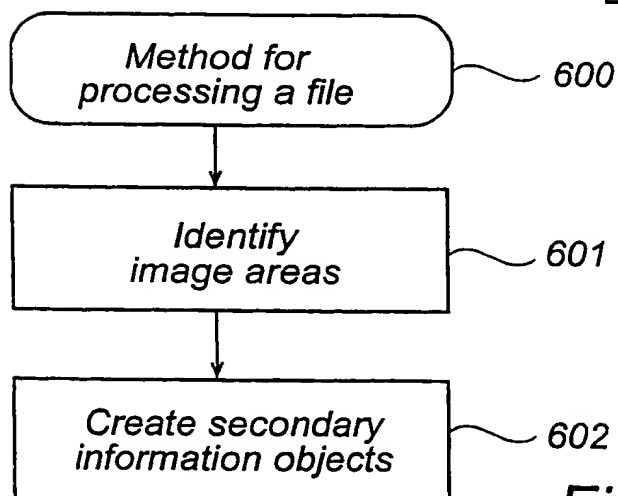 Method for
processing a file
600
Identify
image areas
601
Create secondary
information objects
602